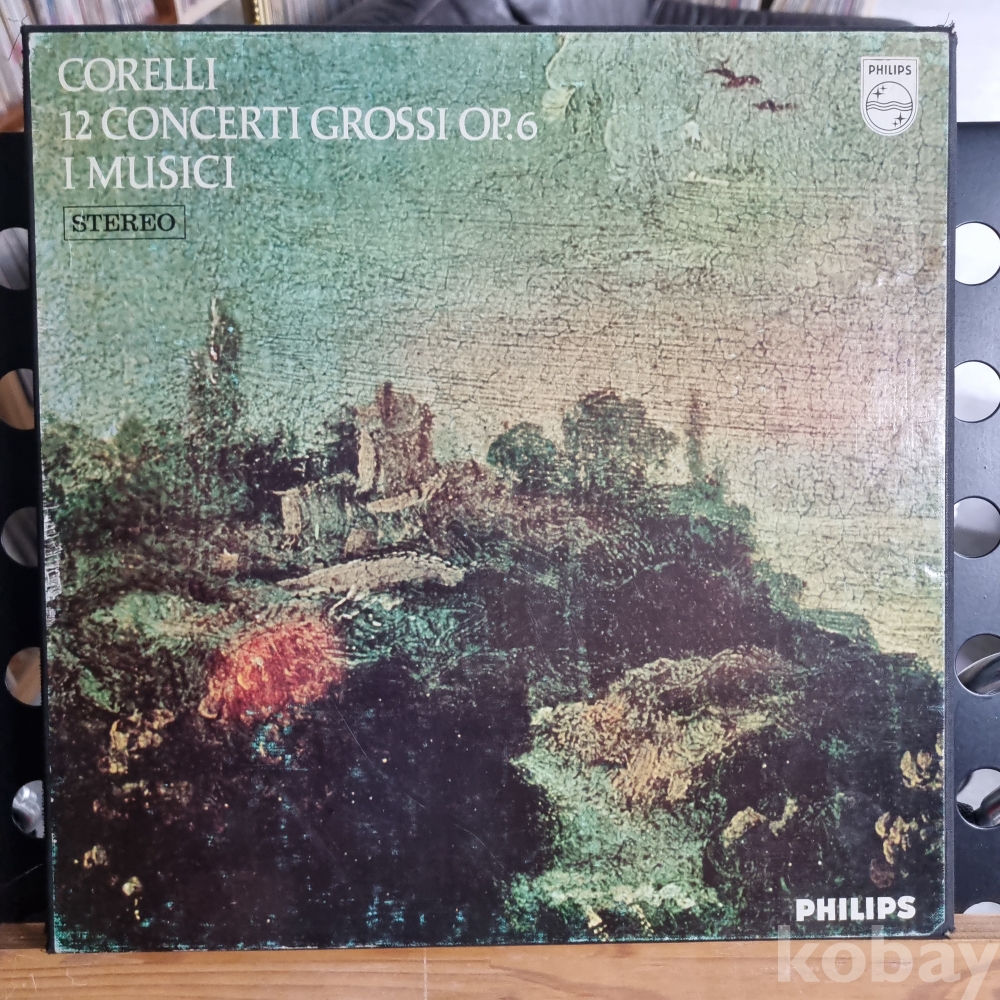 CORELLI
12 CONCERTI GROSSI OP.6
I MUSICI
STEREO
PHILIPS
PHILIPS
kobay